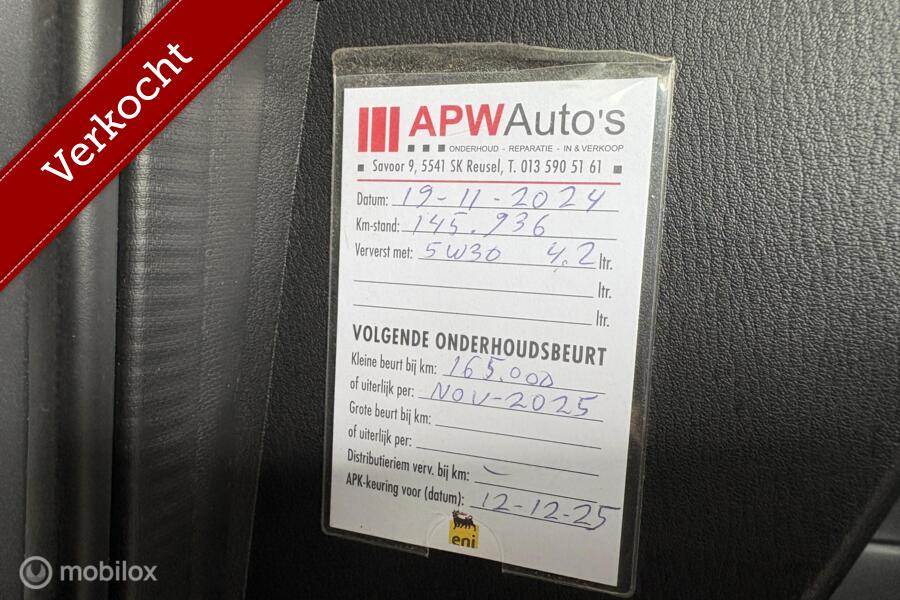 Verkocht
APWAuto's
ONDERHOUD - REPARATIE - IN & VERKOOP
Savoor 9, 5541 SK Reusel, T. 013 590 51 61
Datum: 19-11-2024
Km-stand: 145.936
Ververst met: 5W30 4,2 ltr.
ltr.
ltr.
VOLGENDE ONDERHOUDSBEURT
Kleine beurt bij km: 165.000
of uiterlijk per: NOV-2025
Grote beurt bij km:
of uiterlijk per:
Distributieriem verv. bij km: -
APK-keuring voor (datum): 12-12-25
eni
mobilox